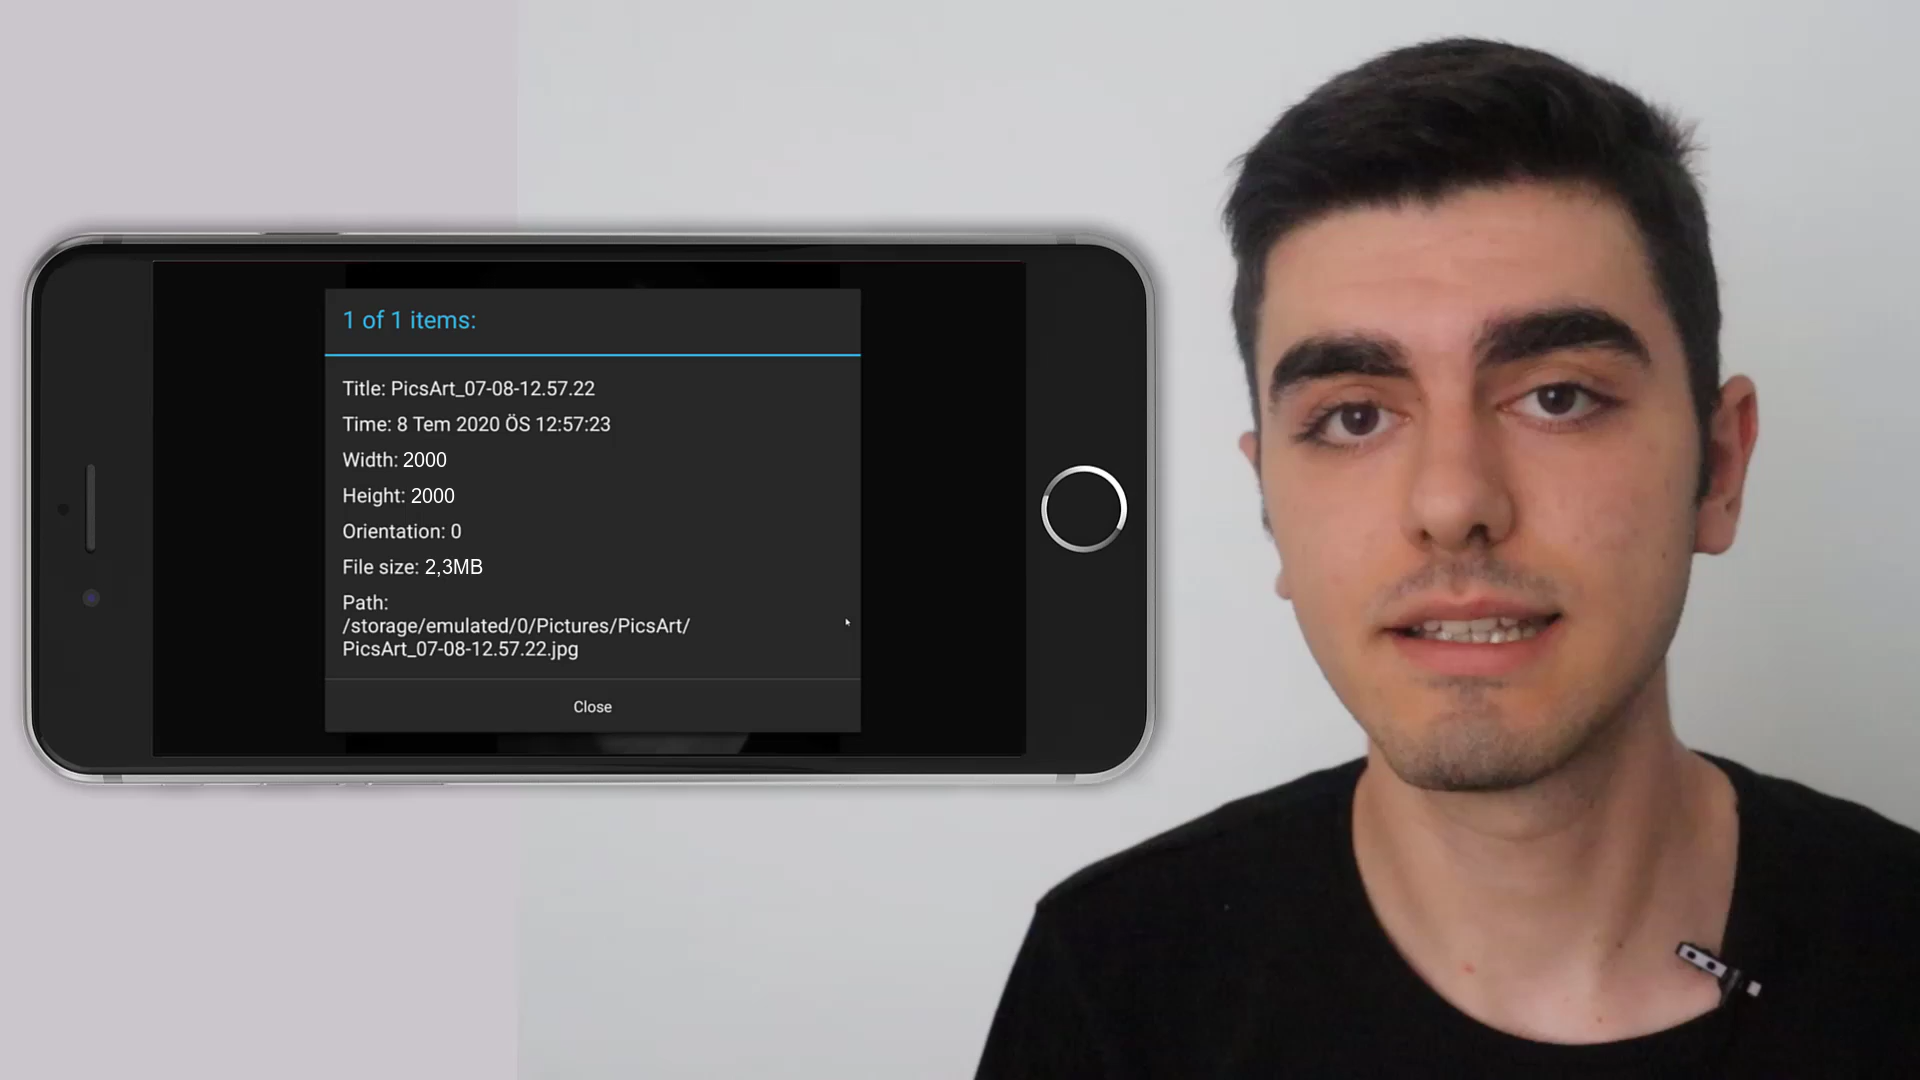 1 of 1 items:
Title: PicsArt_07-08-12.57.22
Time: 8 Tem 2020 ÖS 12:57:23
Width: 2000
Height: 2000
Orientation: 0
File size: 2,3MB
Path:
/storage/emulated/0/Pictures/PicsArt/
PicsArt_07-08-12.57.22.jpg
Close